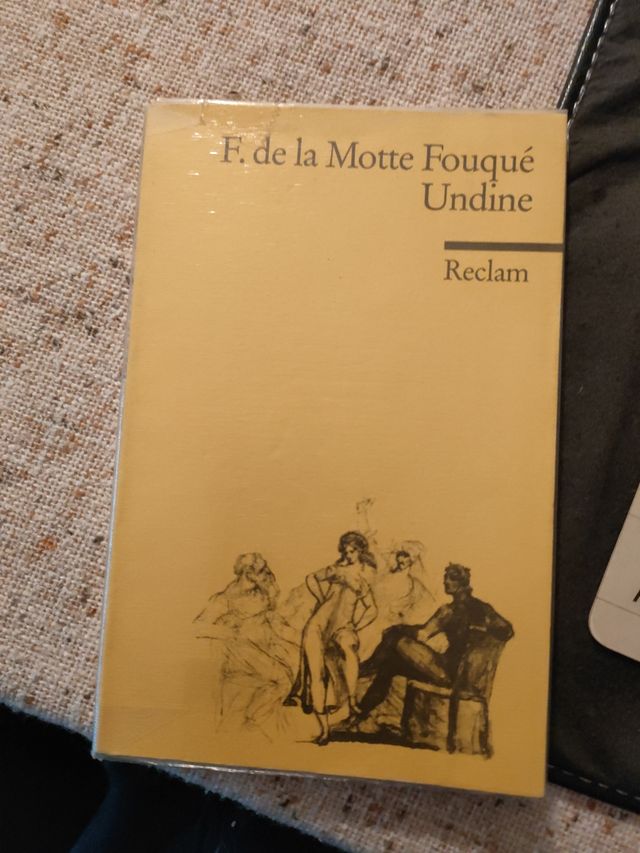 F. de la Motte Fouqué
Undine
Reclam